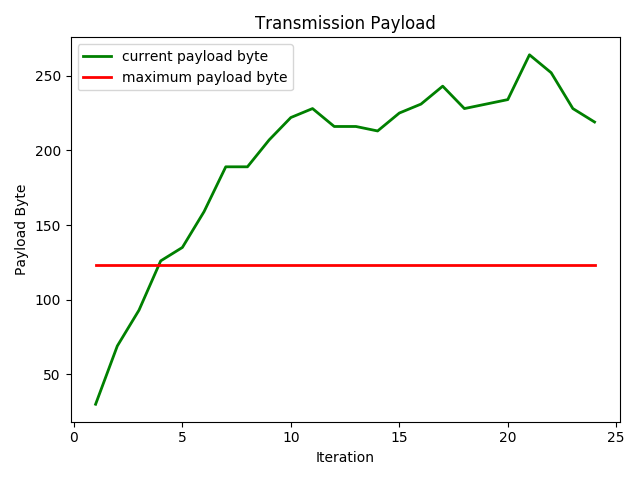 Transmission Payload
current payload byte
maximum payload byte
Payload Byte
250
200
150
100
50
0
5
10
15
20
25
Iteration